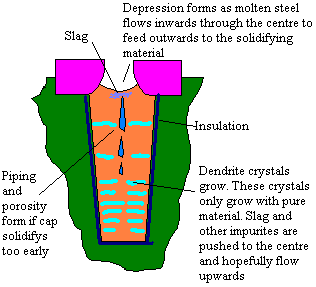 Depression forms as molten steel
flows inwards through the centre to
feed outwards to the solidifying
material
Slag
Insulation
Piping
and
porosity
form if cap
solidifys
too early
Dendrite crystals
grow. These crystals
only grow with pure
material. Slag and
other impurites are
pushed to the centre
and hopefully flow
upwards